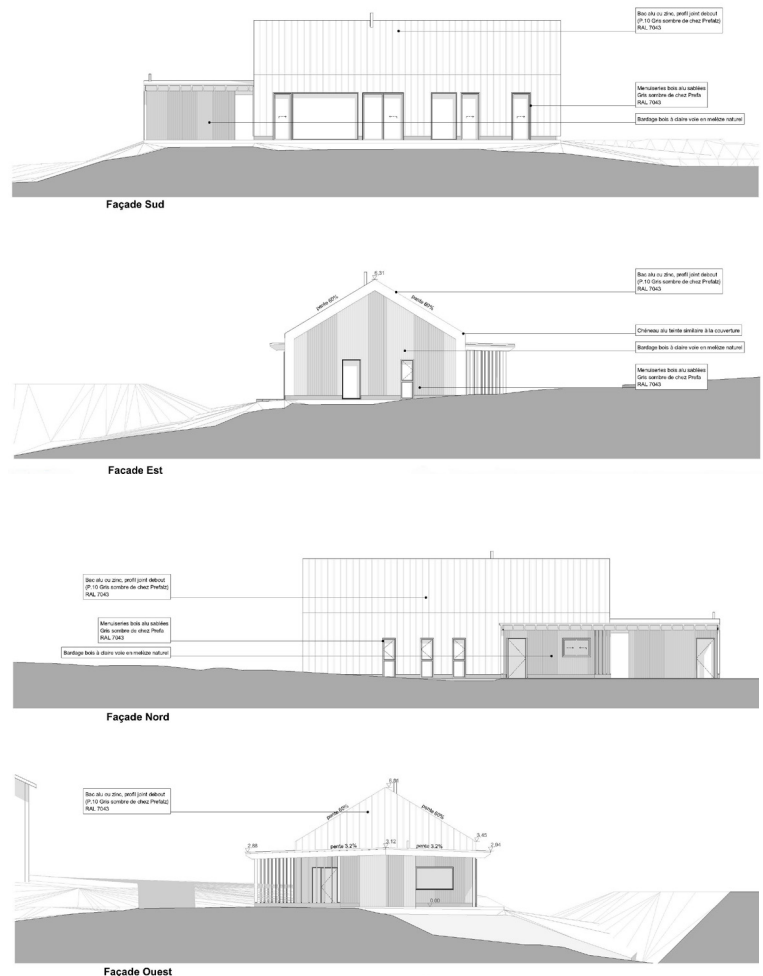 Bac alu ou zinc, profil joint debout
(P.10 Gris sombre de chez Prefalz)
RAL 7043
Menuiseries bois alu sablées
Gris sombre de chez Prefa
RAL 7043
Bardage bois à claire voie en mélèze naturel
Façade Sud
6.31
pente 60%
pente 60%
Bac alu ou zinc, profil joint debout
(P.10 Gris sombre de chez Prefalz)
RAL 7043
Chéneau alu teinte similaire à la couverture
Bardage bois à claire voie en mélèze naturel
Menuiseries bois alu sablées
Gris sombre de chez Prefa
RAL 7043
Facade Est
Bac alu ou zinc, profil joint debout
(P.10 Gris sombre de chez Prefalz)
RAL 7043
Menuiseries bois alu sablées
Gris sombre de chez Prefa
RAL 7043
Bardage bois à claire voie en mélèze naturel
Façade Nord
Bac alu ou zinc, profil joint debout
(P.10 Gris sombre de chez Prefalz)
RAL 7043
pente 60%
pente 60%
3.45
2.88
pente 5.2%
3.12
pente 5.2%
2.94
0.60
Façade Ouest